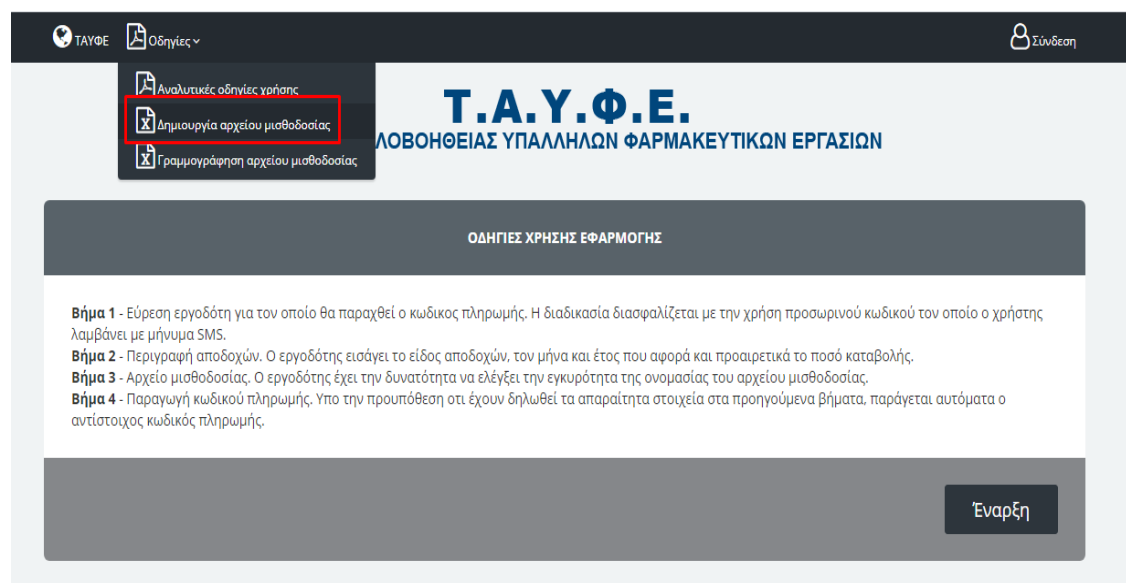 ΤΑΥΦΕ Οδηγίες Σύνδεση
Αναλυτικές οδηγίες χρήσης
Δημιουργία αρχείου μισθοδοσίας
Γραμμογράφηση αρχείου μισθοδοσίας
Τ.Α.Υ.Φ.Ε.
ΛΟΒΟΗΘΕΙΑΣ ΥΠΑΛΛΗΛΩΝ ΦΑΡΜΑΚΕΥΤΙΚΩΝ ΕΡΓΑΣΙΩΝ
ΟΔΗΓΙΕΣ ΧΡΗΣΗΣ ΕΦΑΡΜΟΓΗΣ
Βήμα 1 - Εύρεση εργοδότη για τον οποίο θα παραχθεί ο κωδικος πληρωμής. Η διαδικασία διασφαλίζεται με την χρήση προσωρινού κωδικού τον οποίο ο χρήστης
λαμβάνει με μήνυμα SMS.
Βήμα 2 - Περιγραφή αποδοχών. Ο εργοδότης εισάγει το είδος αποδοχών, τον μήνα και έτος που αφορά και προαιρετικά το ποσό καταβολής.
Βήμα 3 - Αρχείο μισθοδοσίας. Ο εργοδότης έχει την δυνατότητα να ελέγξει την εγκυρότητα της ονομασίας του αρχείου μισθοδοσίας.
Βήμα 4 - Παραγωγή κωδικού πληρωμής. Υπο την προυπόθεση οτι έχουν δηλωθεί τα απαραίτητα στοιχεία στα προηγούμενα βήματα, παράγεται αυτόματα ο
αντίστοιχος κωδικός πληρωμής.
Έναρξη